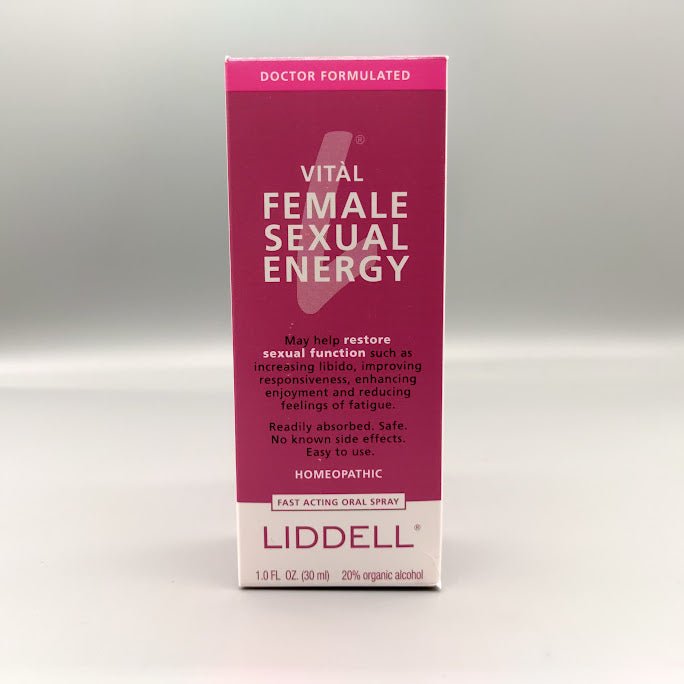 DOCTOR FORMULATED
®
VITÀL
FEMALE
SEXUAL
ENERGY
May help restore
sexual function such as
increasing libido, improving
responsiveness, enhancing
enjoyment and reducing
feelings of fatigue.
Readily absorbed. Safe.
No known side effects.
Easy to use.
HOMEOPATHIC
FAST ACTING ORAL SPRAY
LIDDELL®
1.0 FL OZ. (30 ml) 20% organic alcohol